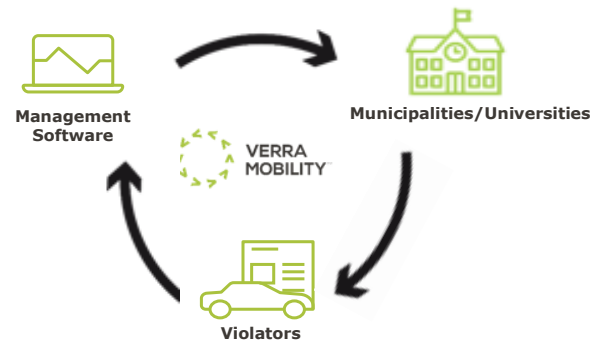 Management
Software
Municipalities/Universities
VERRA
MOBILITY
Violators